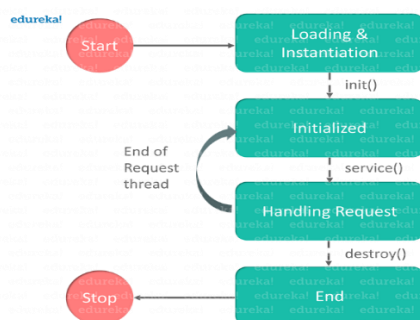 edureka!
Start
Loading &
Instantiation
init()
Initialized
End of
Request
thread
service()
Handling Request
destroy()
Stop
End